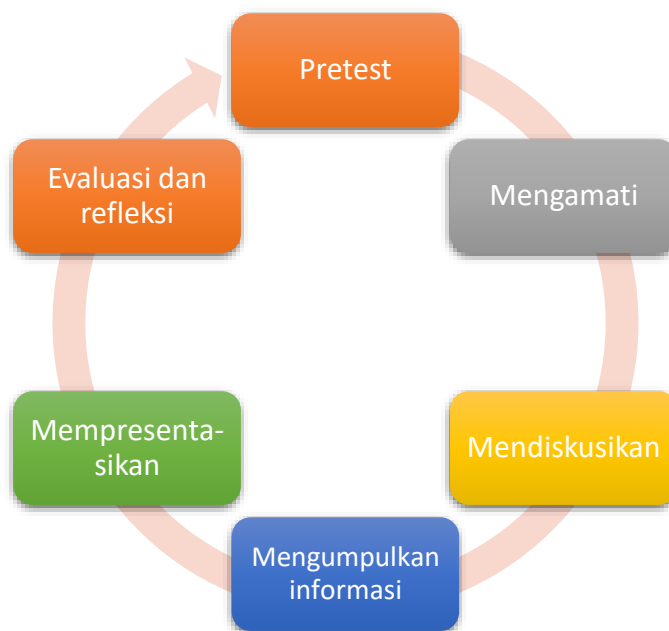 Pretest
Mengamati
Mendiskusikan
Mengumpulkan
informasi
Mempresenta-
sikan
Evaluasi dan
refleksi